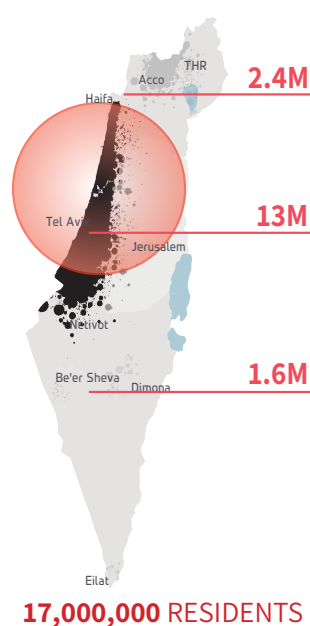 THR
Acco
2.4M
Haifa
Tel Aviv
13M
Jerusalem
Netivot
Be'er Sheva
1.6M
Dimona
Eilat
17,000,000 RESIDENTS